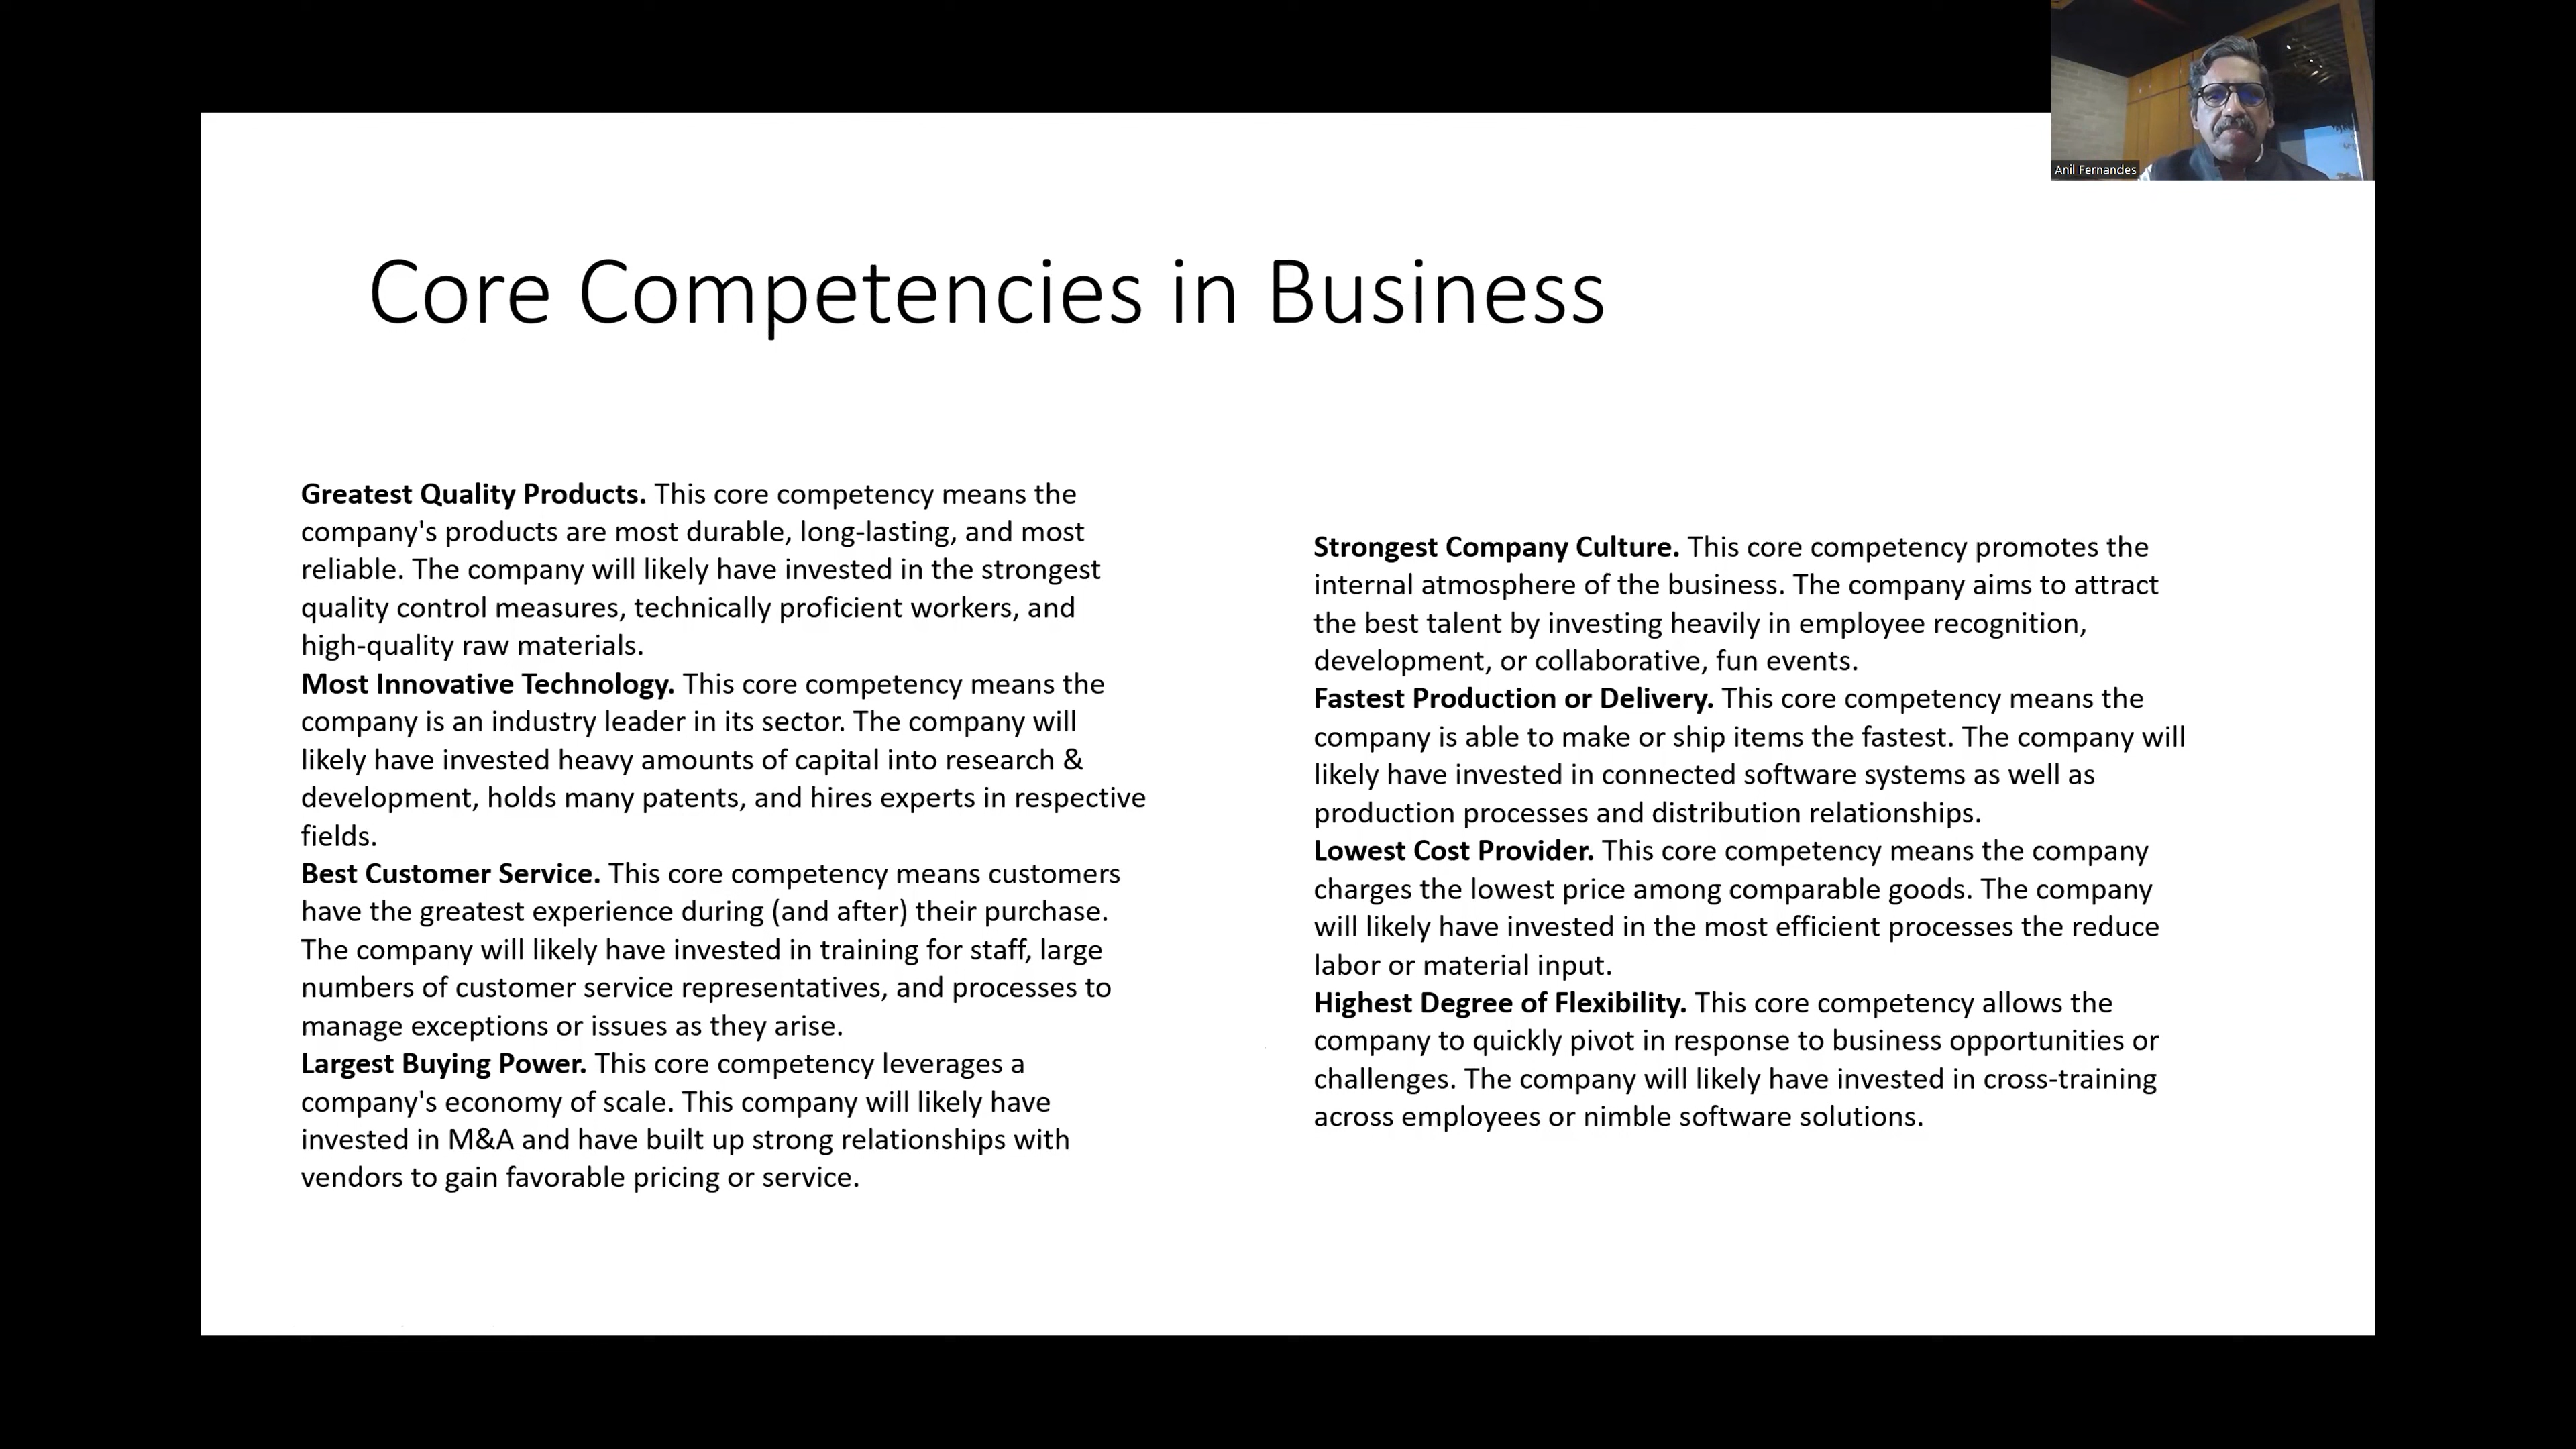 Anil Fernandes
Core Competencies in Business
Greatest Quality Products. This core competency means the
company's products are most durable, long-lasting, and most
reliable. The company will likely have invested in the strongest
quality control measures, technically proficient workers, and
high-quality raw materials.
Most Innovative Technology. This core competency means the
company is an industry leader in its sector. The company will
likely have invested heavy amounts of capital into research &
development, holds many patents, and hires experts in respective
fields.
Best Customer Service. This core competency means customers
have the greatest experience during (and after) their purchase.
The company will likely have invested in training for staff, large
numbers of customer service representatives, and processes to
manage exceptions or issues as they arise.
Largest Buying Power. This core competency leverages a
company's economy of scale. This company will likely have
invested in M&A and have built up strong relationships with
vendors to gain favorable pricing or service.
Strongest Company Culture. This core competency promotes the
internal atmosphere of the business. The company aims to attract
the best talent by investing heavily in employee recognition,
development, or collaborative, fun events.
Fastest Production or Delivery. This core competency means the
company is able to make or ship items the fastest. The company will
likely have invested in connected software systems as well as
production processes and distribution relationships.
Lowest Cost Provider. This core competency means the company
charges the lowest price among comparable goods. The company
will likely have invested in the most efficient processes the reduce
labor or material input.
Highest Degree of Flexibility. This core competency allows the
company to quickly pivot in response to business opportunities or
challenges. The company will likely have invested in cross-training
across employees or nimble software solutions.